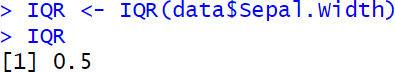 > IQR <- IQR(data$Sepal.Width)
> IQR
[1] 0.5